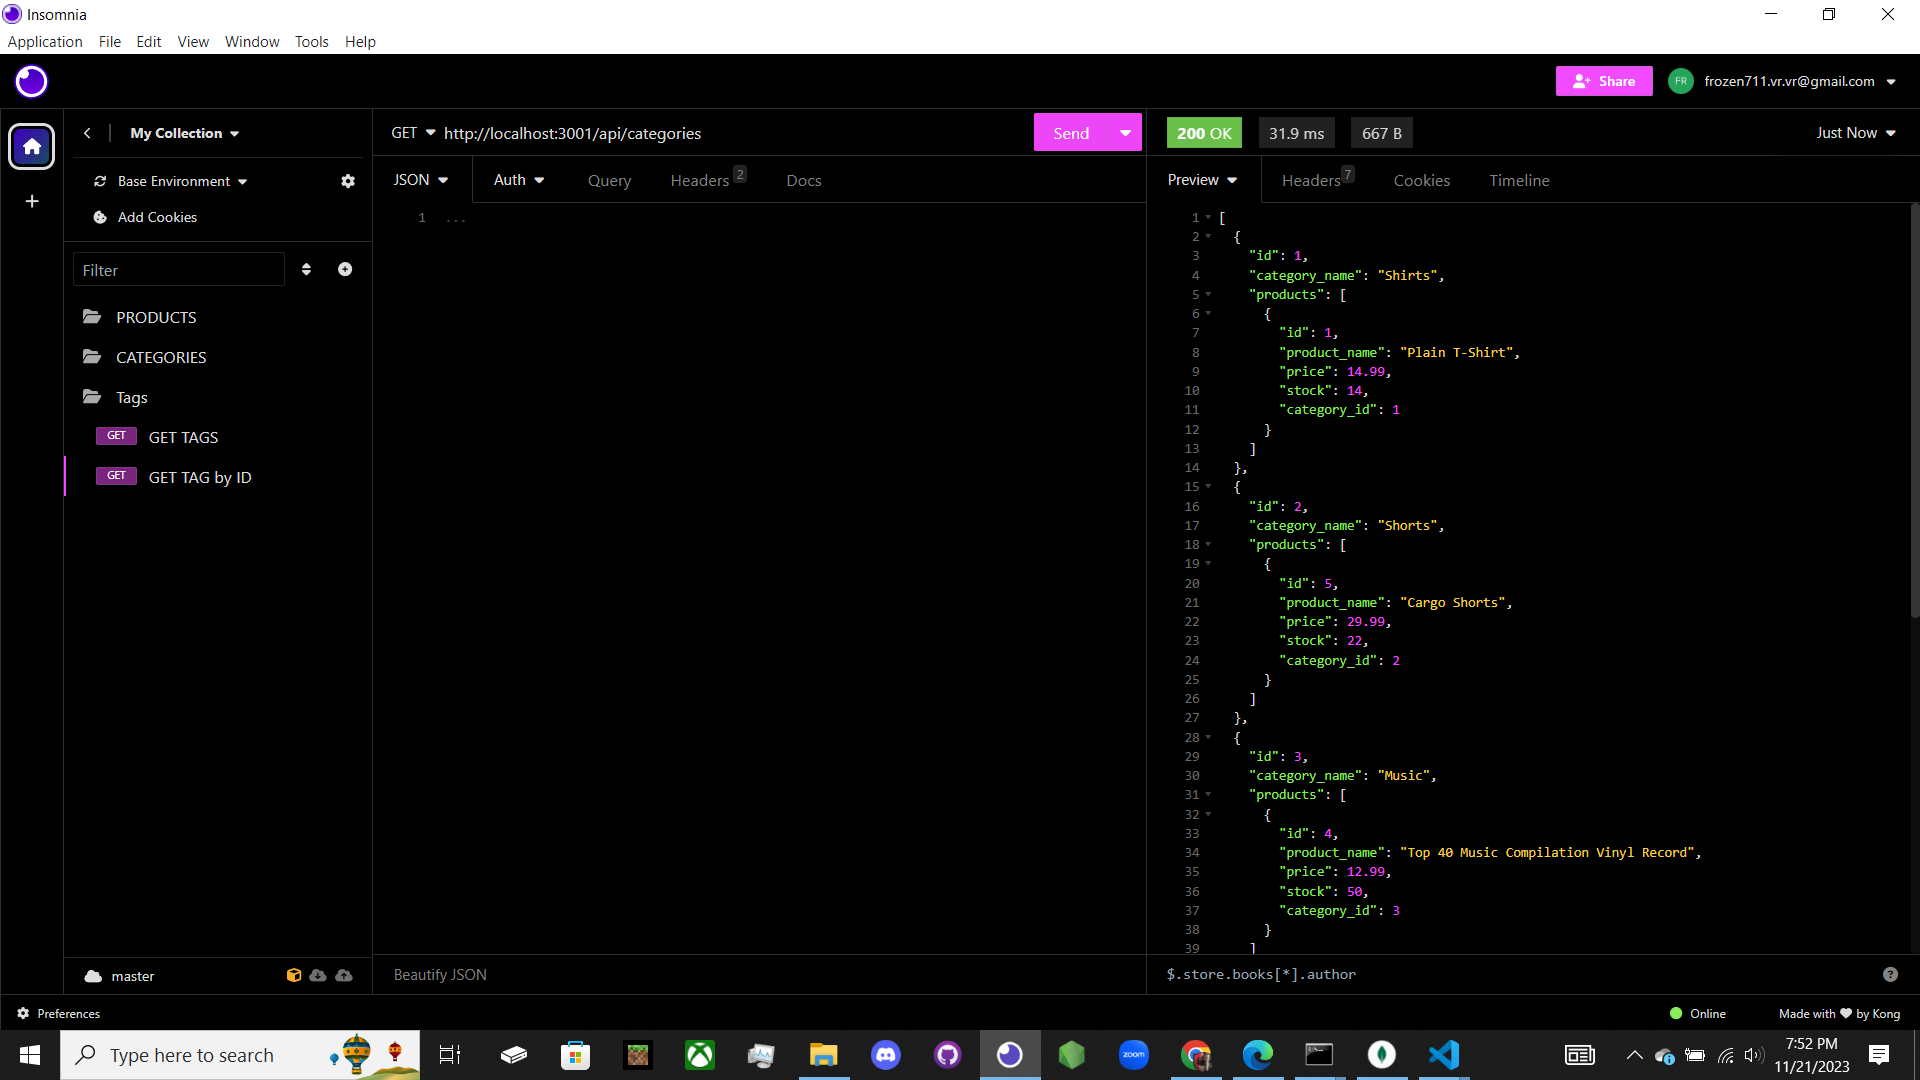 Insomnia
Application File Edit View Window Tools Help
Share
FR
frozen711.vr.vr@gmail.com
My Collection
GET http://localhost:3001/api/categories
Send
200 OK
31.9 ms
667 B
Just Now
Base Environment
Add Cookies
JSON
Auth
Query
Headers 2
Docs
Preview
Headers 7
Cookies
Timeline
Filter
PRODUCTS
CATEGORIES
Tags
GET GET TAGS
GET GET TAG by ID
1 ...
1 [
2 {
3 "id": 1,
4 "category_name": "Shirts",
5 "products": [
6 {
7 "id": 1,
8 "product_name": "Plain T-Shirt",
9 "price": 14.99,
10 "stock": 14,
11 "category_id": 1
12 }
13 ]
14 },
15 {
16 "id": 2,
17 "category_name": "Shorts",
18 "products": [
19 {
20 "id": 5,
21 "product_name": "Cargo Shorts",
22 "price": 29.99,
23 "stock": 22,
24 "category_id": 2
25 }
26 ]
27 },
28 {
29 "id": 3,
30 "category_name": "Music",
31 "products": [
32 {
33 "id": 4,
34 "product_name": "Top 40 Music Compilation Vinyl Record",
35 "price": 12.99,
36 "stock": 50,
37 "category_id": 3
38 }
39 ]
master
Beautify JSON
$.store.books[*].author
Preferences
Online
Made with ❤ by Kong
Type here to search
zoom
7:52 PM
11/21/2023